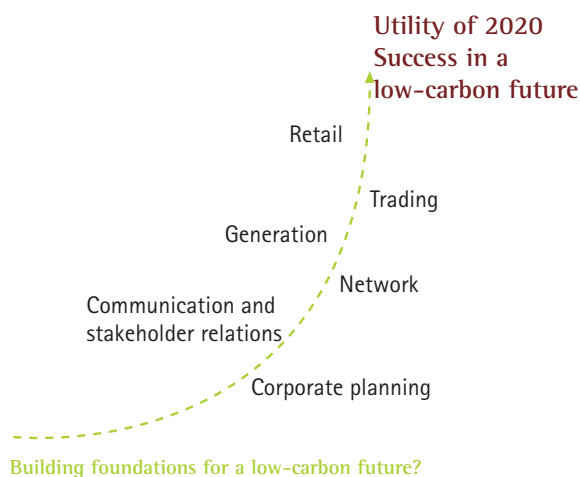 Utility of 2020
Success in a
low-carbon future
Retail
Trading
Generation
Network
Communication and
stakeholder relations
Corporate planning
Building foundations for a low-carbon future?